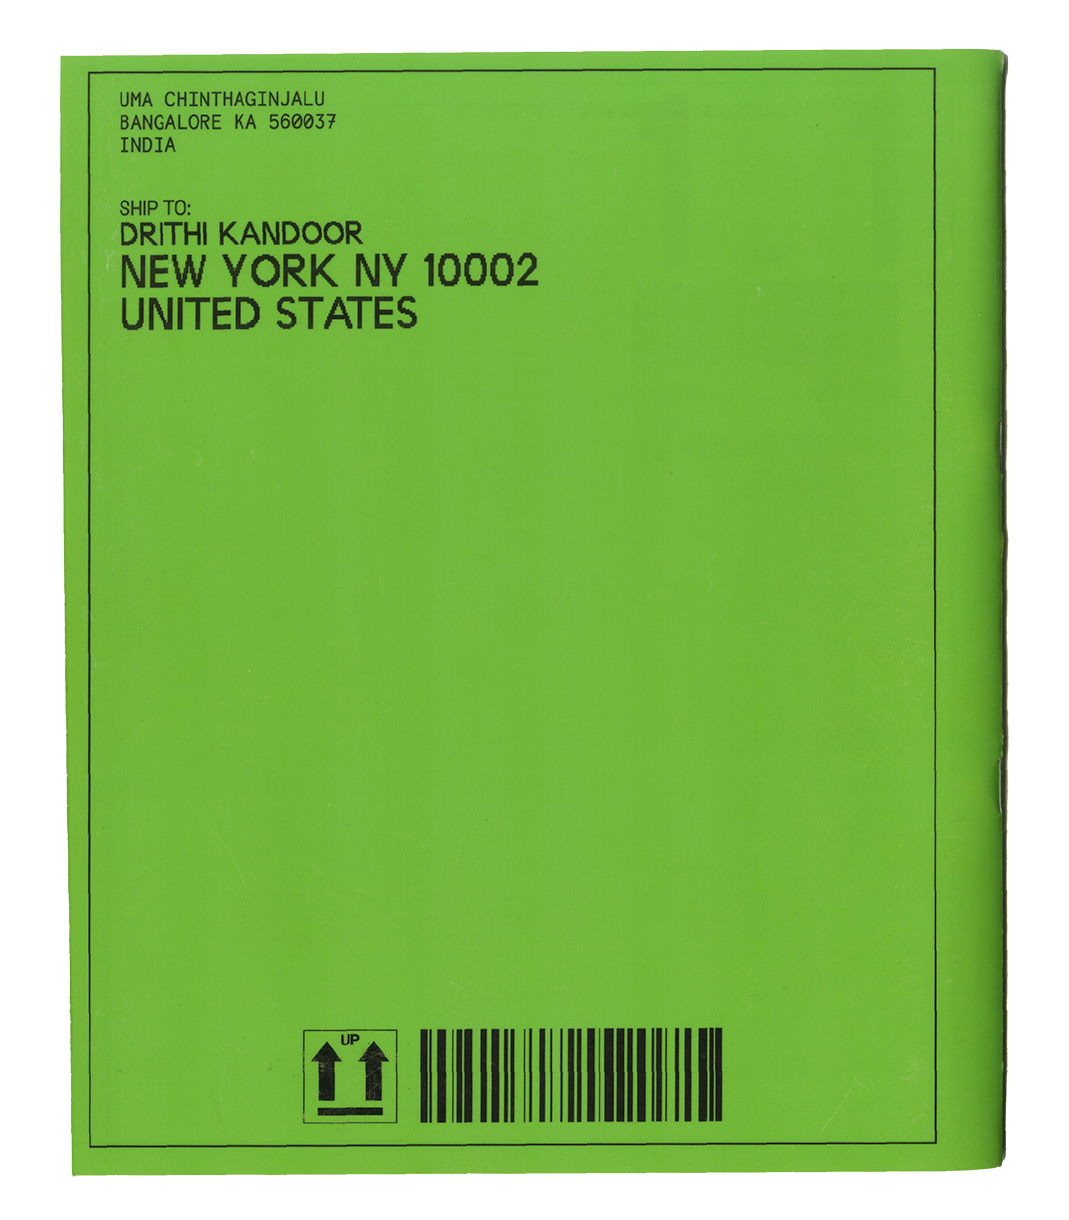 UMA CHINTHAGINJALU
BANGALORE KA 560037
INDIA
SHIP TO:
DRITHI KANDOOR
NEW YORK NY 10002
UNITED STATES
UP